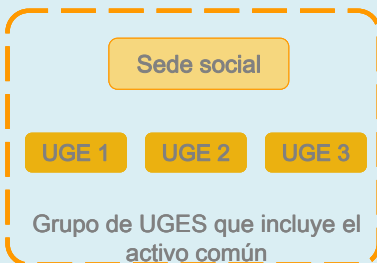 Sede social
UGE 1 UGE 2 UGE 3
Grupo de UGES que incluye el
activo común